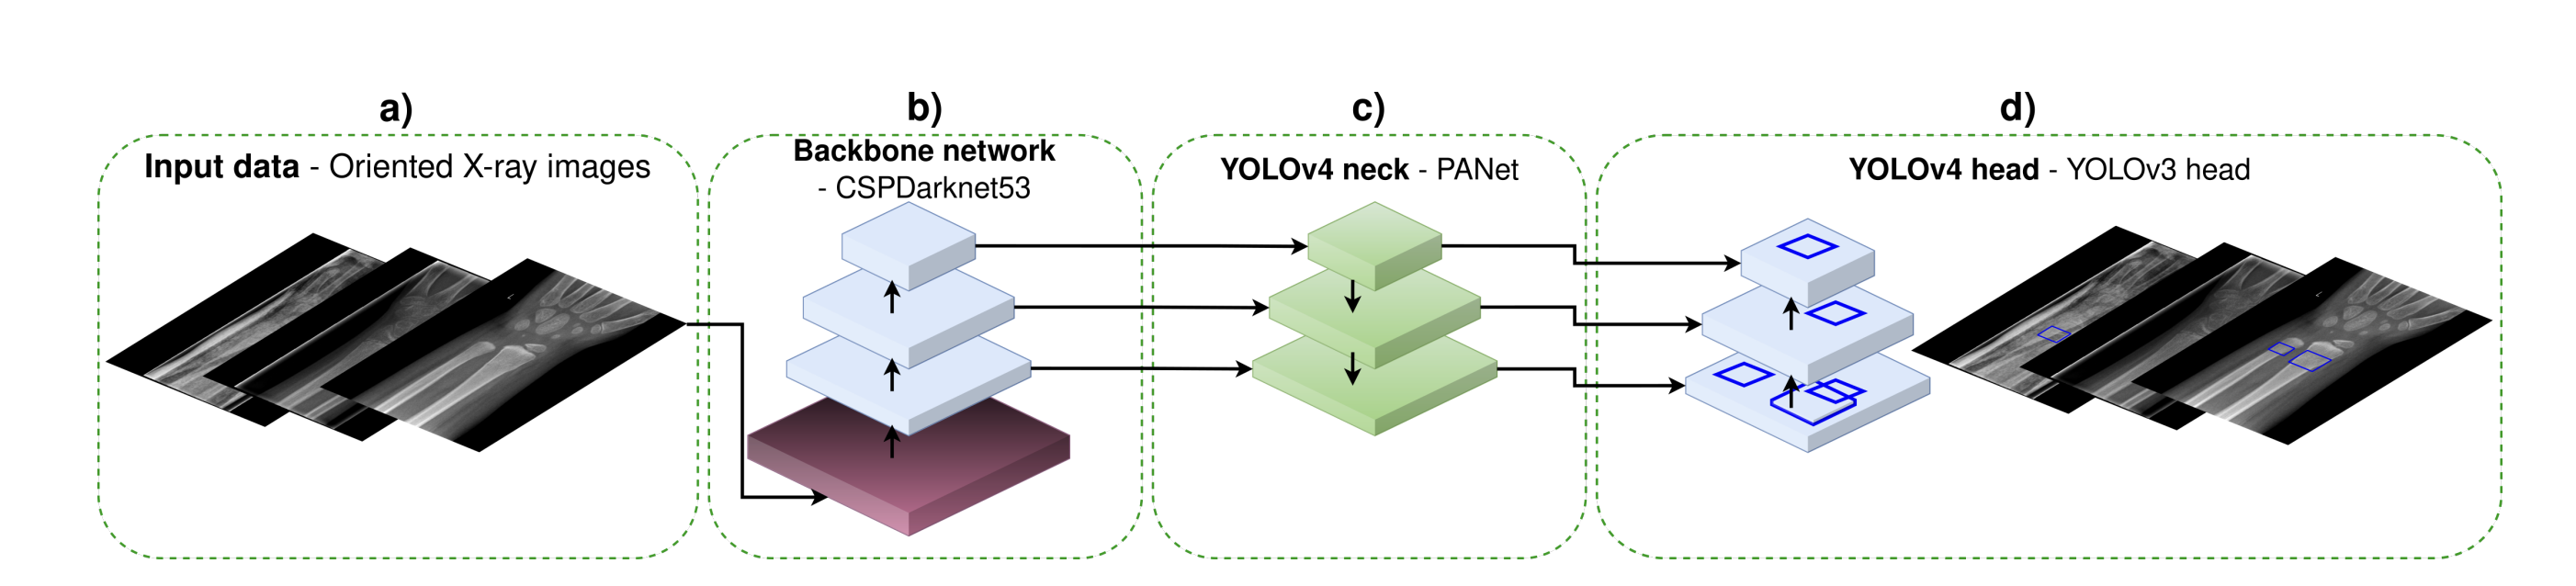 a)
Input data - Oriented X-ray images
b)
Backbone network
- CSPDarknet53
c)
YOLOv4 neck - PANet
d)
YOLOv4 head - YOLOv3 head